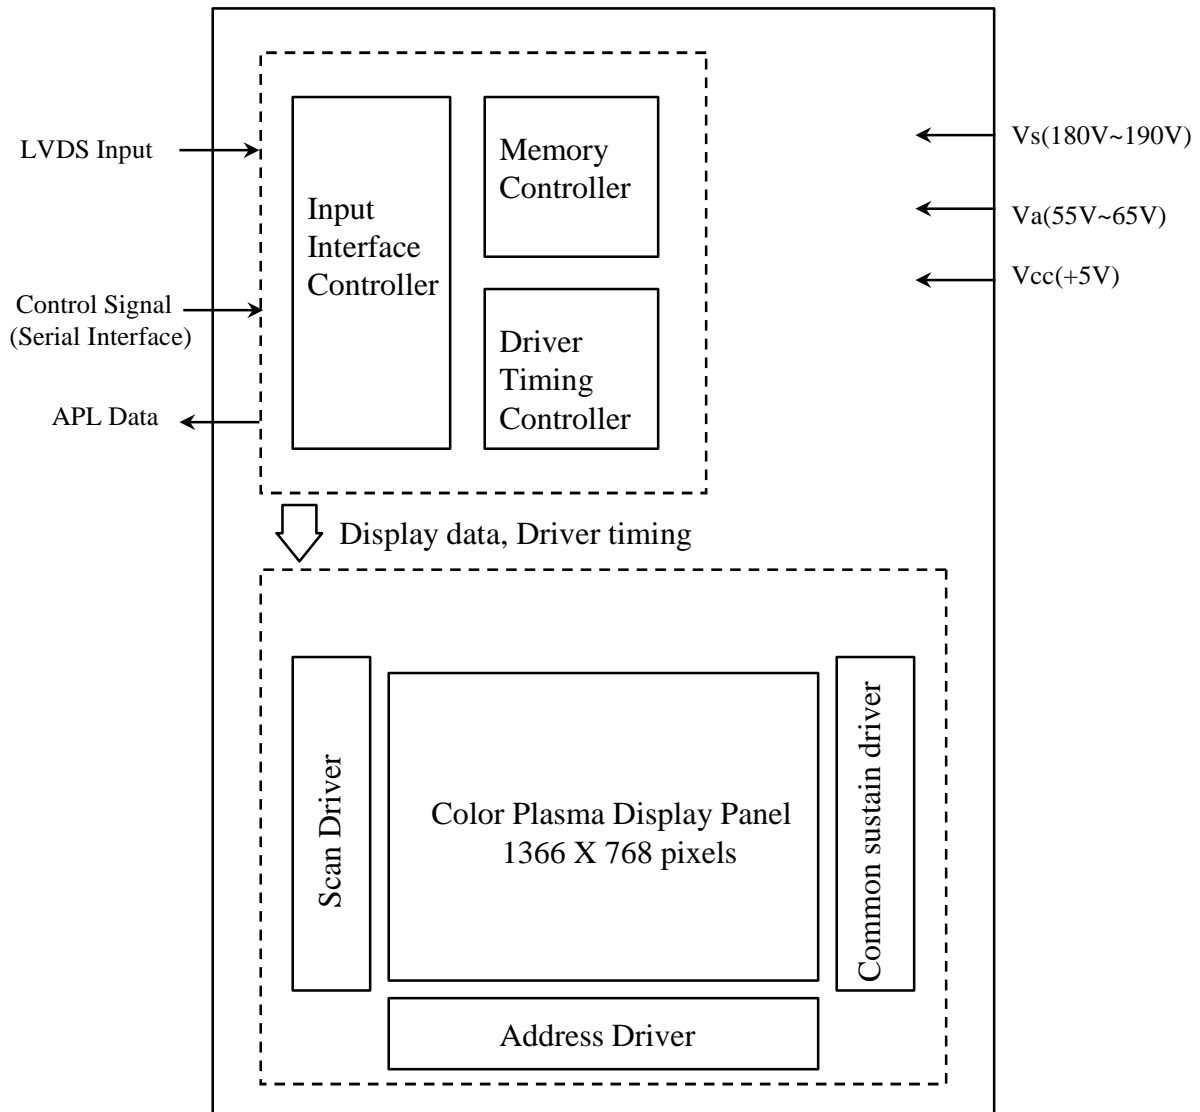 LVDS Input
Control Signal
(Serial Interface)
APL Data
Input
Interface
Controller
Memory
Controller
Driver
Timing
Controller
Vs(180V~190V)
Va(55V~65V)
Vcc(+5V)
Display data, Driver timing
Scan Driver
Color Plasma Display Panel
1366 X 768 pixels
Common sustain driver
Address Driver